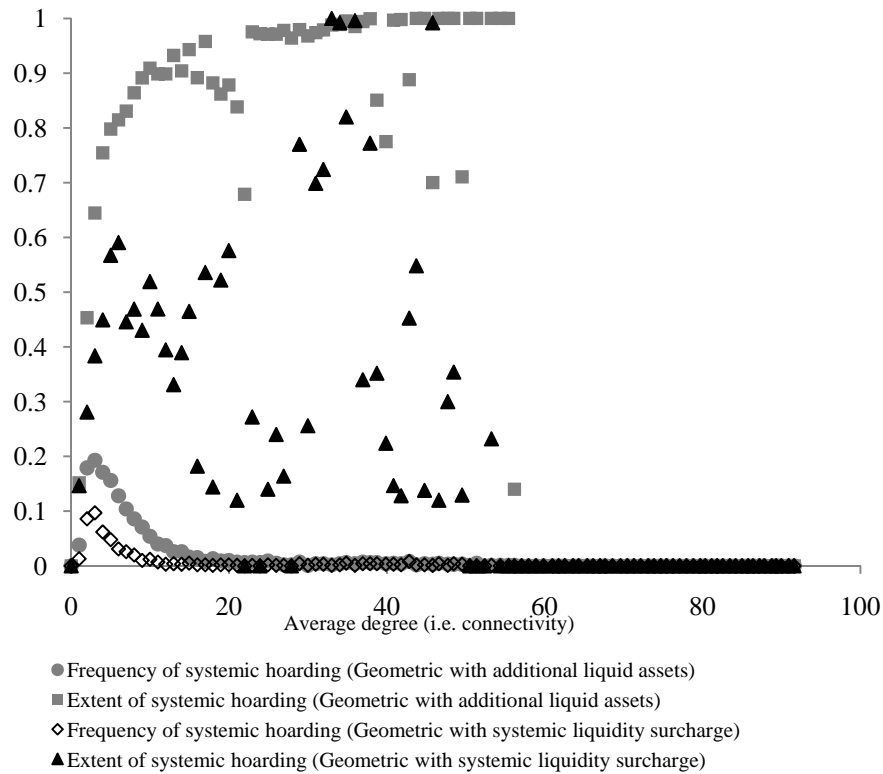 1
0.9
0.8
0.7
0.6
0.5
0.4
0.3
0.2
0.1
0
0 20 40 60 80 100
Average degree (i.e. connectivity)
Frequency of systemic hoarding (Geometric with additional liquid assets)
Extent of systemic hoarding (Geometric with additional liquid assets)
Frequency of systemic hoarding (Geometric with systemic liquidity surcharge)
Extent of systemic hoarding (Geometric with systemic liquidity surcharge)